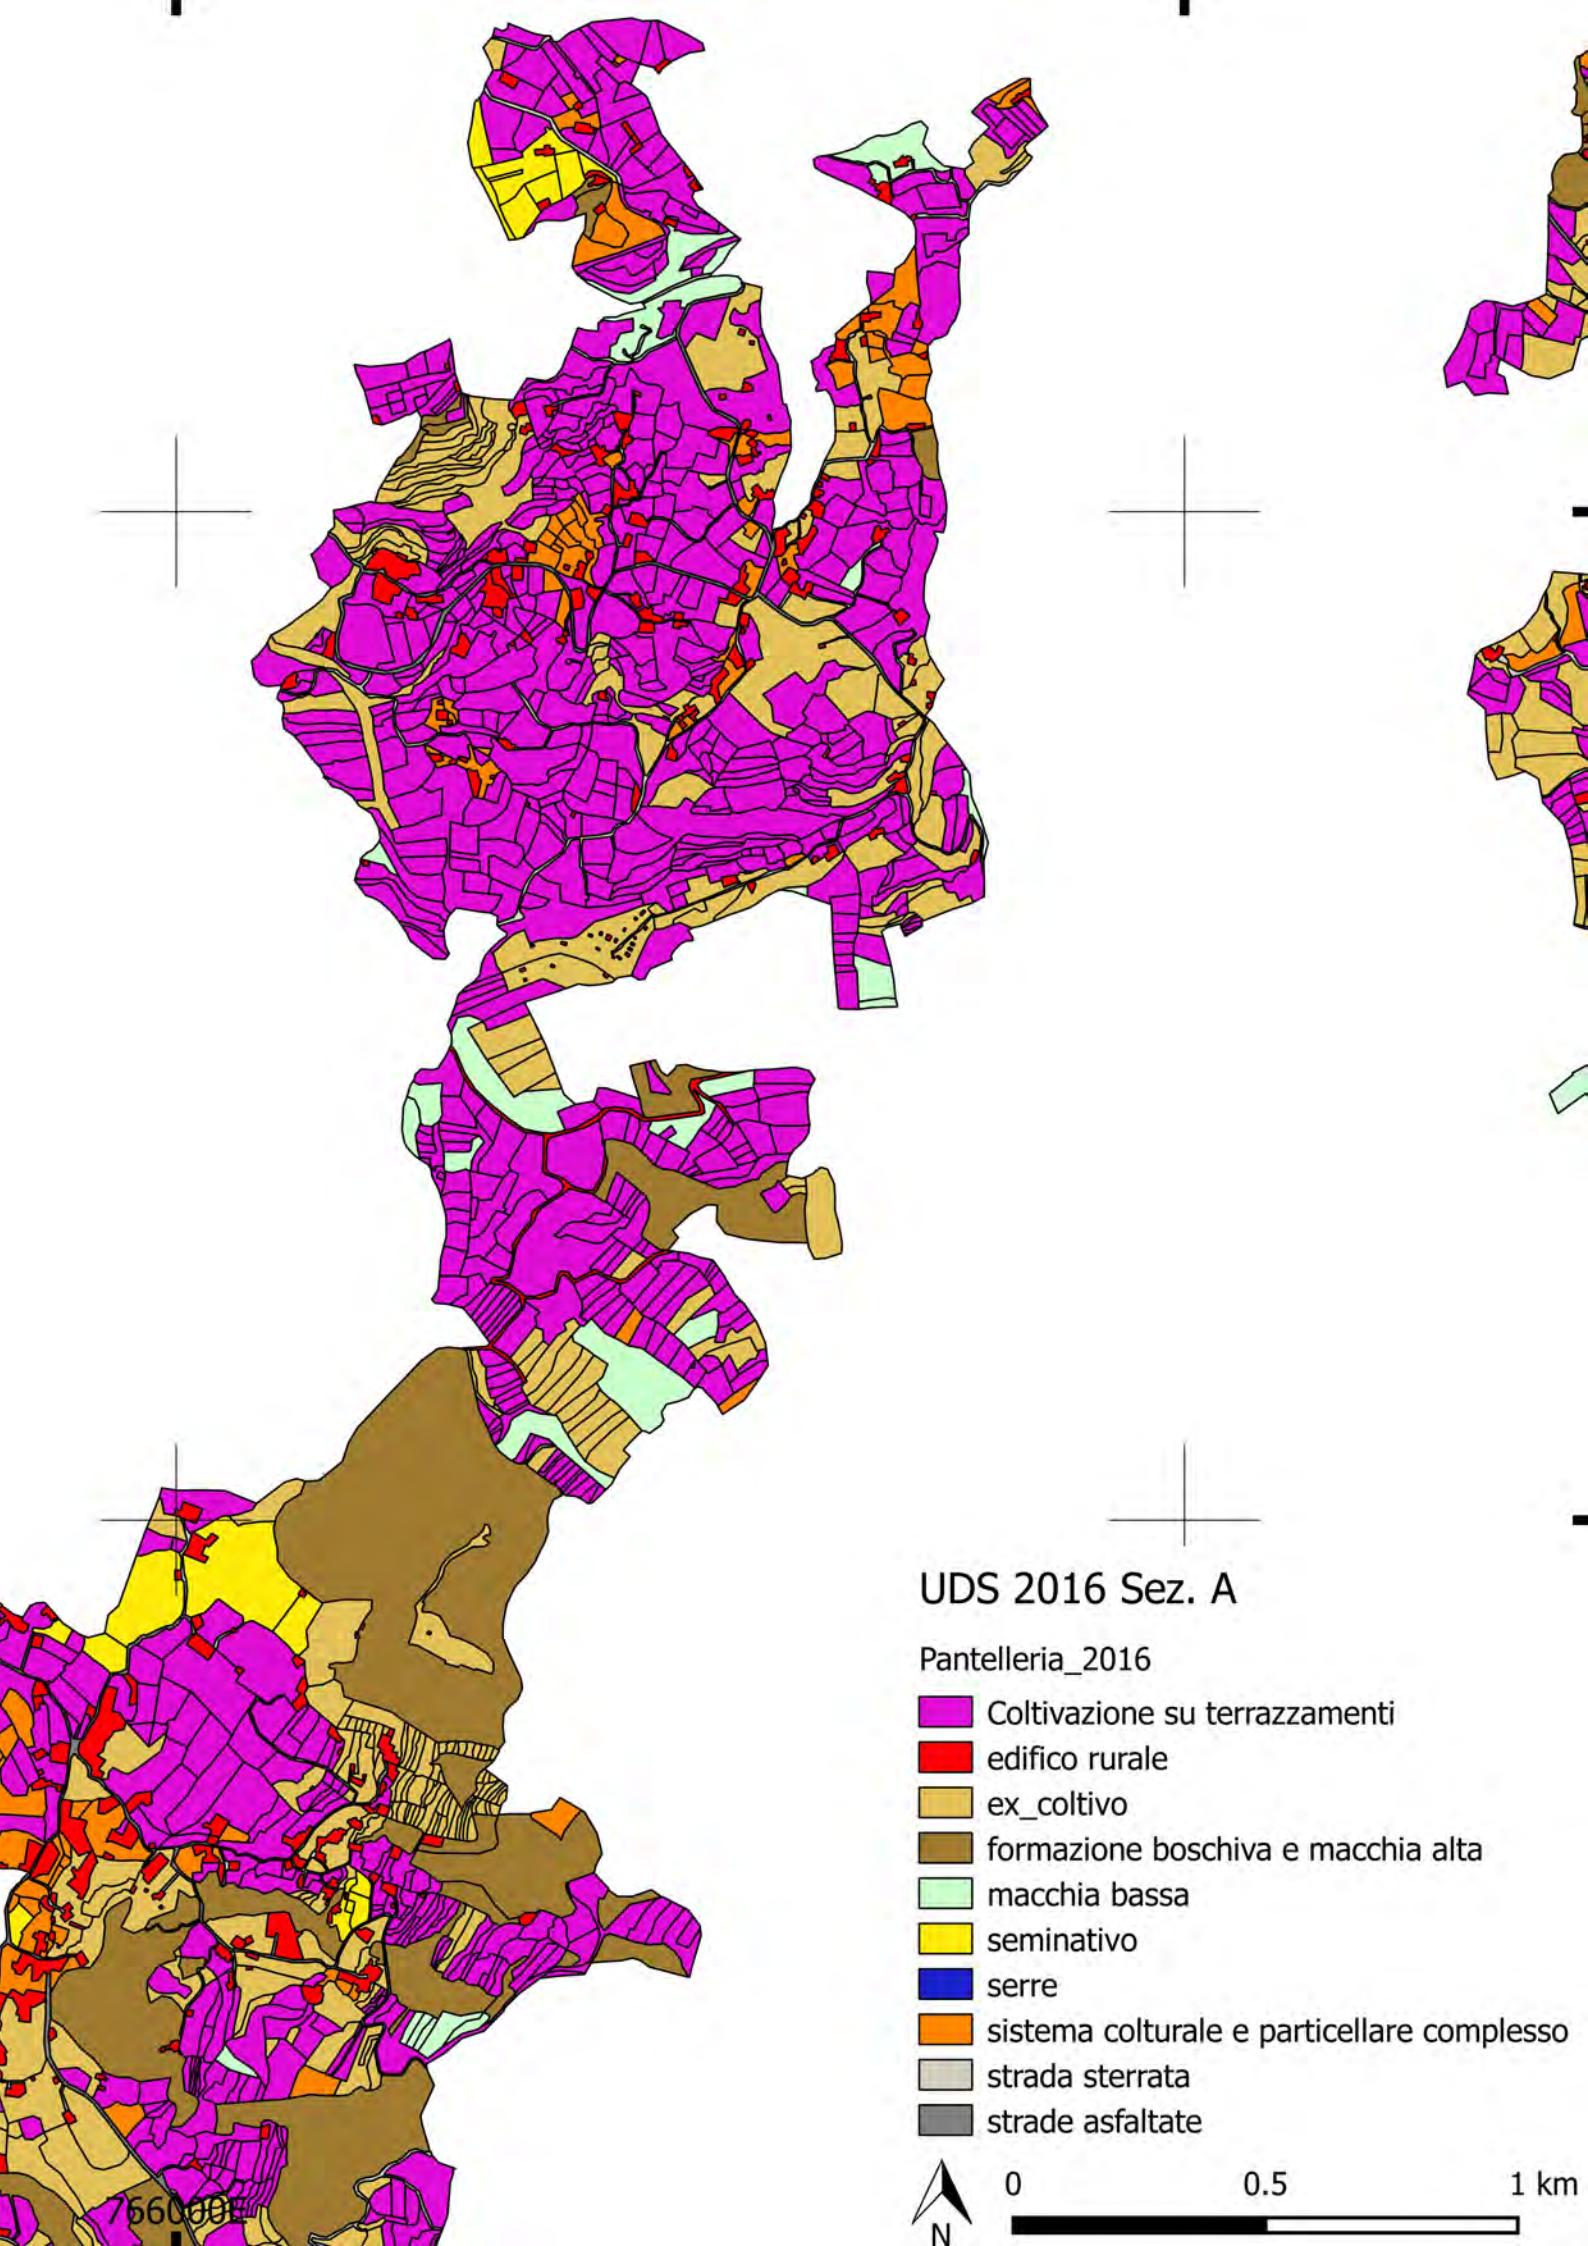 UDS 2016 Sez. A
Pantelleria_2016
Coltivazione su terrazzamenti
edifico rurale
ex_coltivo
formazione boschiva e macchia alta
macchia bassa
seminativo
serre
sistema colturale e particellare complesso
strada sterrata
strade asfaltate
0 0.5 1 km
N
766000E